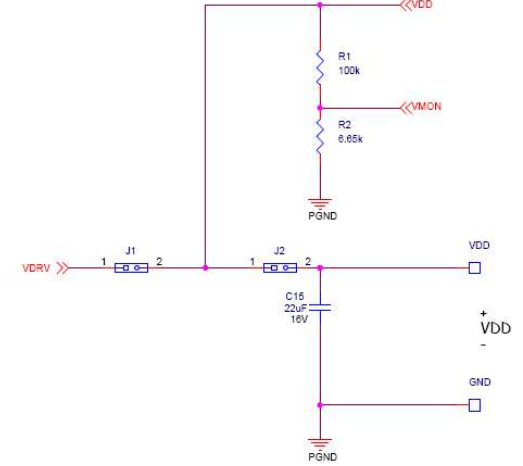 VDD
R1
100k
VMON
R2
6.65k
PGND
VDRV
1 J1 2
1 J2 2
VDD
C15
22uF
16V
+
VDD
-
GND
PGND